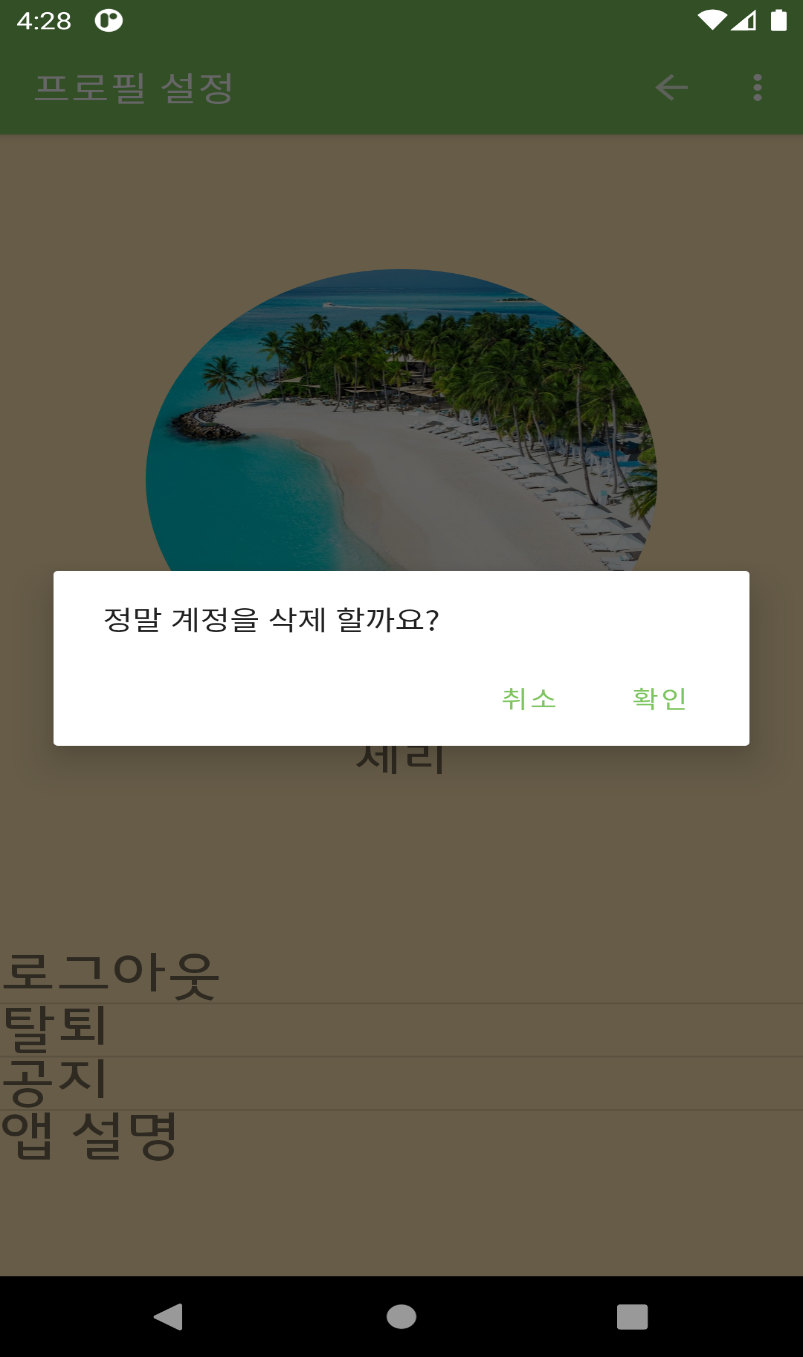 4:28
프로필 설정
정말 계정을 삭제 할까요?
취소 확인
로그아웃
탈퇴
공지
앱 설명